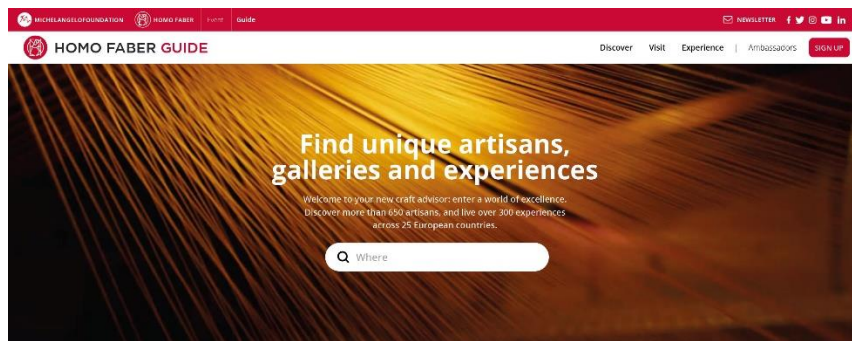 MICHELANGELOFOUNDATION HOMO FABER Event Guide NEWSLETTER
HOMO FABER GUIDE Discover Visit Experience | Ambassadors SIGN UP
Find unique artisans,
galleries and experiences
Welcome to your new craft advisor: enter a world of excellence.
Discover more than 650 artisans, and live over 300 experiences
across 25 European countries.
Where